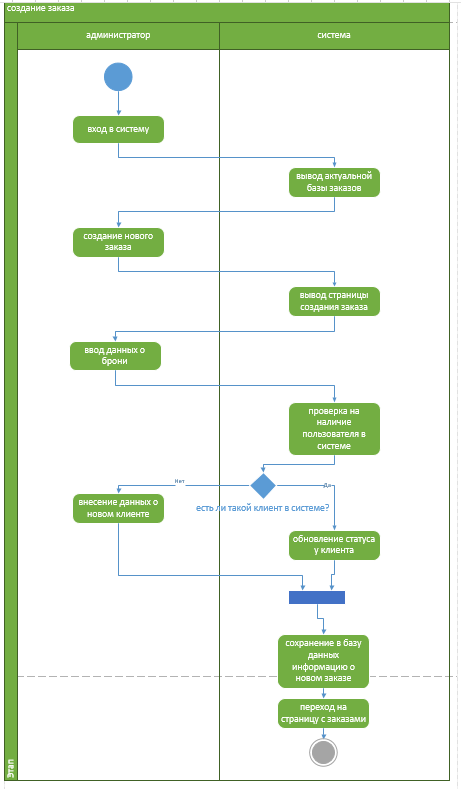 создание заказа
администратор
система
вход в систему
вывод актуальной
базы заказов
создание нового
заказа
вывод страницы
создания заказа
ввод данных о
брони
проверка на
наличие
пользователя в
системе
Нет
Да
есть ли такой клиент в системе?
внесение данных о
новом клиенте
обновление статуса
у клиента
сохранение в базу
данных
информацию о
новом заказе
переход на
страницу с заказами
Этап